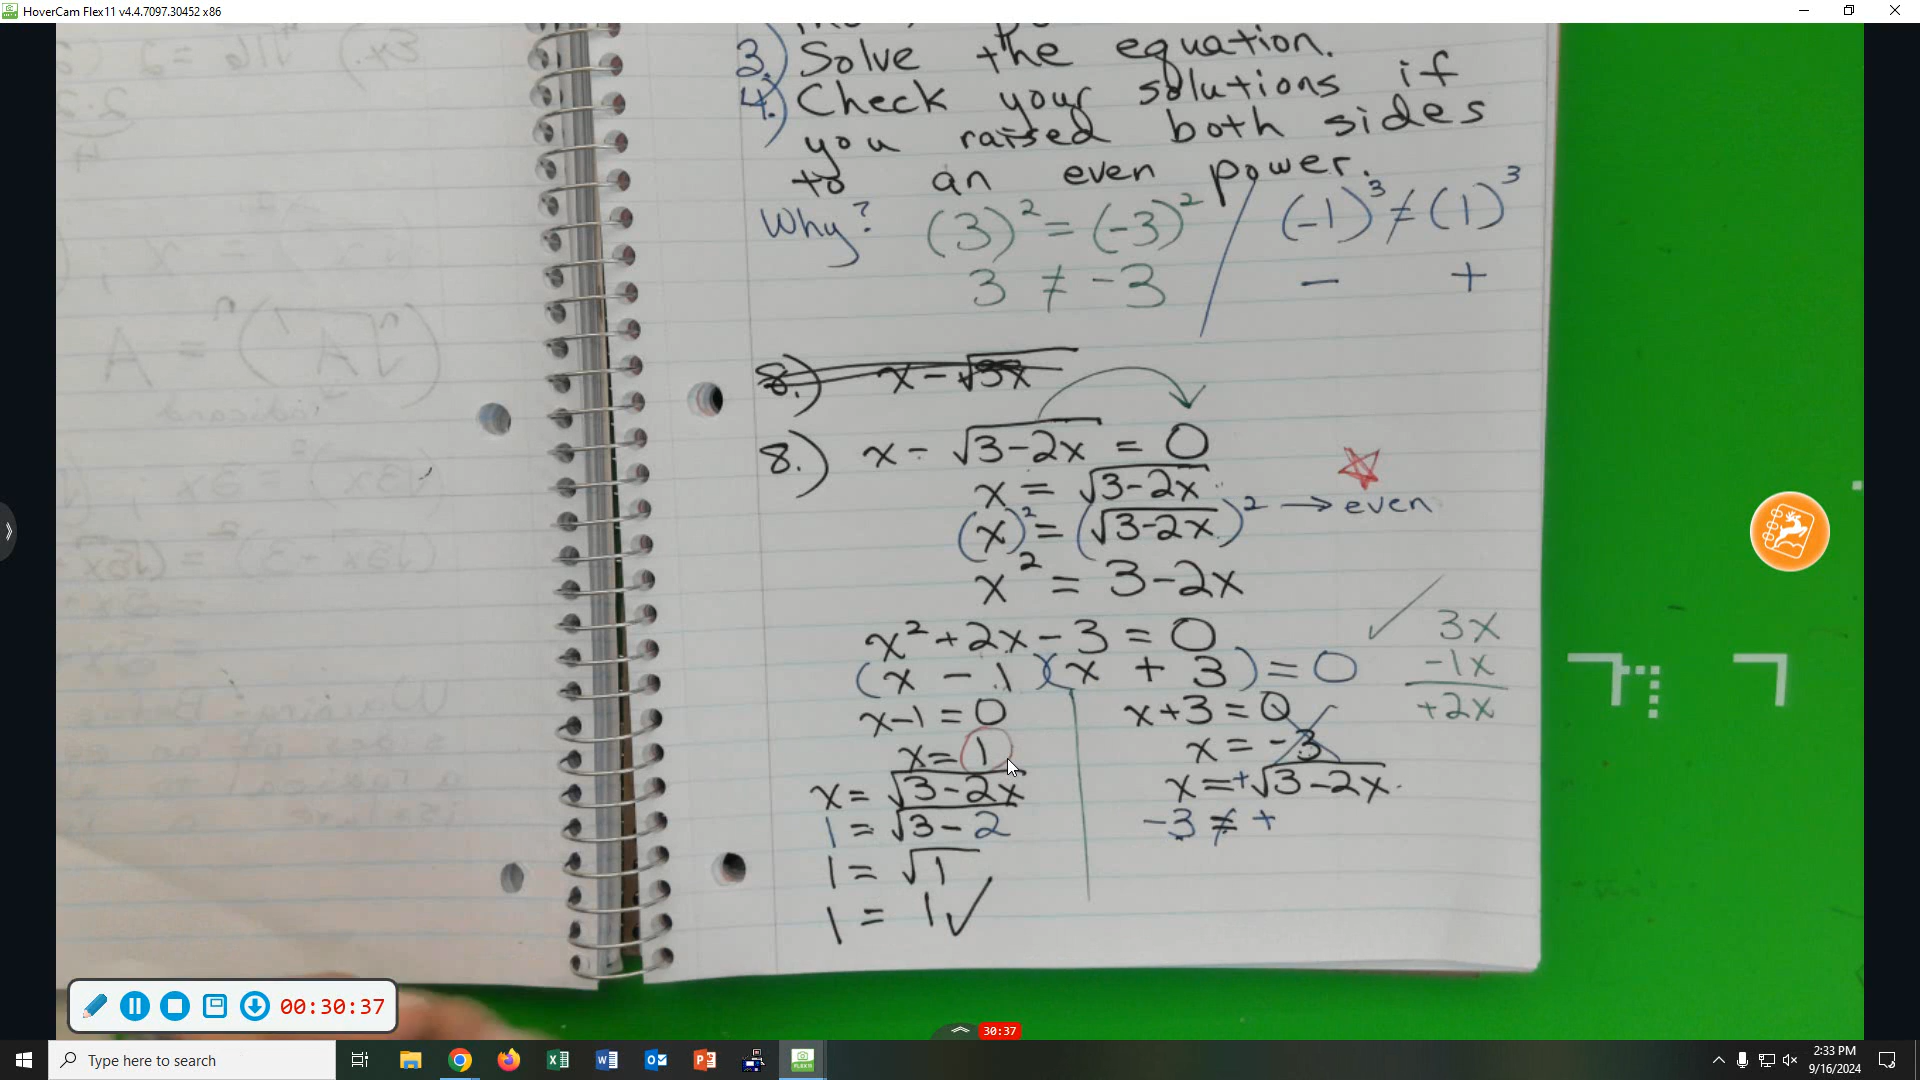 HoverCam Flex11 v4.4.7097.30452 x86
3.) Solve the equation.
4.) Check your solutions if
you raised both sides
to an even power.
Why? (3)² = (-3)² / (-1)³ ≠ (1)³
3 ≠ -3 - +
8.) x - √3x
8.) x - √3-2x = 0
x = √3-2x
(x)² = (√3-2x)² → even
x² = 3-2x
x² + 2x - 3 = 0
(x - 1)(x + 3) = 0
3x
-1x
+2x
x-1 = 0
x = 1
x = √3-2x
1 = √3-2
1 = √1
1 = 1 ✓
x+3 = 0
x = -3
x = +√3-2x
-3 ≠ +
00:30:37
30:37
Type here to search
FLEX11
2:33 PM
9/16/2024